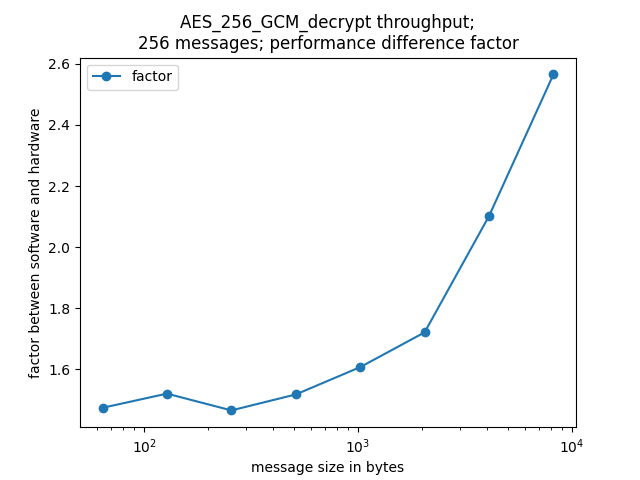 AES_256_GCM_decrypt throughput;
256 messages; performance difference factor
factor
factor between software and hardware
2.6
2.4
2.2
2.0
1.8
1.6
10²
10³
10⁴
message size in bytes